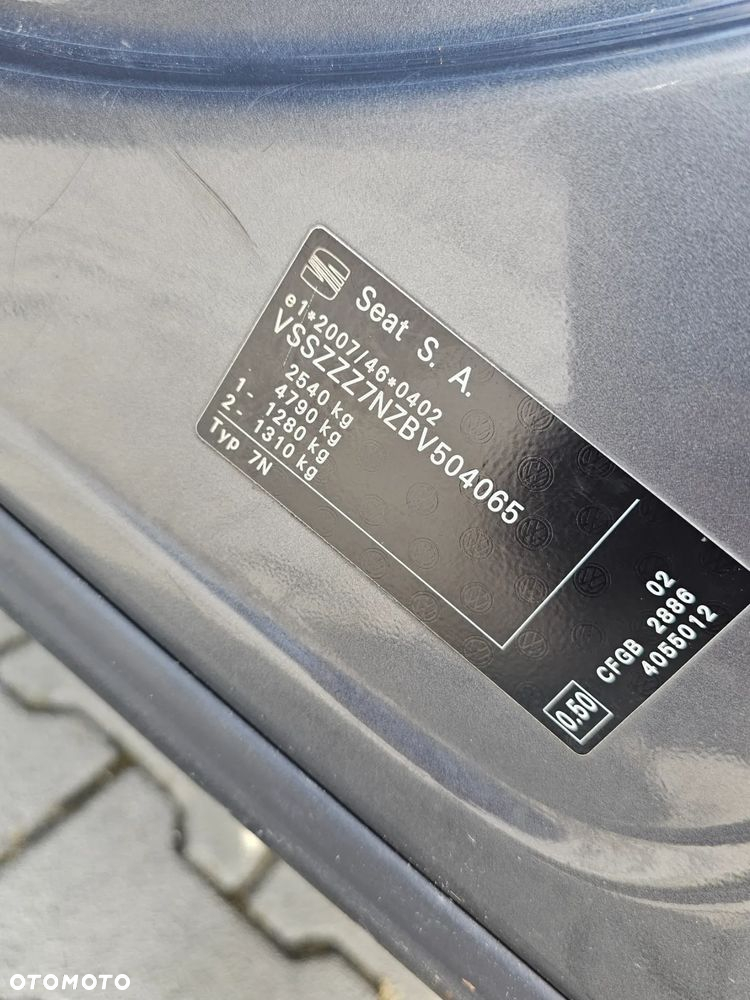 Seat S. A.
e1*2007/46*0402
VSSZZZ7NZBV504065
2540 kg
4790 kg
1- 1280 kg
2- 1310 kg
Typ 7N
02
CFGB 2886
4055012
0.50
OTOMOTO